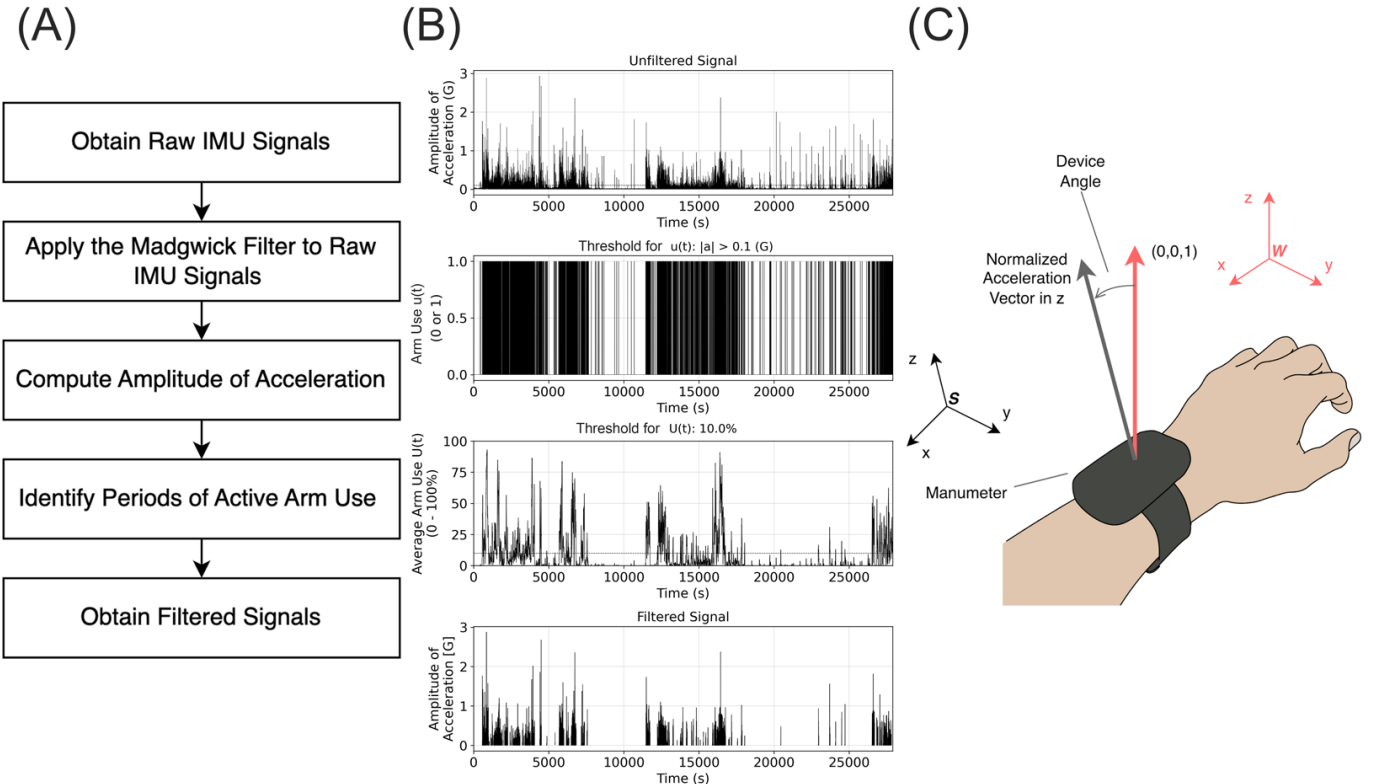 (A)
Obtain Raw IMU Signals
Apply the Madgwick Filter to Raw
IMU Signals
Compute Amplitude of Acceleration
Identify Periods of Active Arm Use
Obtain Filtered Signals
(B)
Unfiltered Signal
Amplitude of
Acceleration (G)
3
2
1
0
0 5000 10000 15000 20000 25000
Time (s)
Threshold for u(t): |a| > 0.1 (G)
Arm Use u(t)
(0 or 1)
1.0
0.5
0.0
0 5000 10000 15000 20000 25000
Time (s)
Threshold for U(t): 10.0%
Average Arm Use U(t)
(0 - 100%)
100
75
50
25
0
0 5000 10000 15000 20000 25000
Time (s)
Filtered Signal
Amplitude of
Acceleration [G]
3
2
1
0
0 5000 10000 15000 20000 25000
Time (s)
(C)
Device
Angle
Normalized
Acceleration
Vector in z
(0,0,1)
z
W
x
y
z
S
y
x
Manumeter